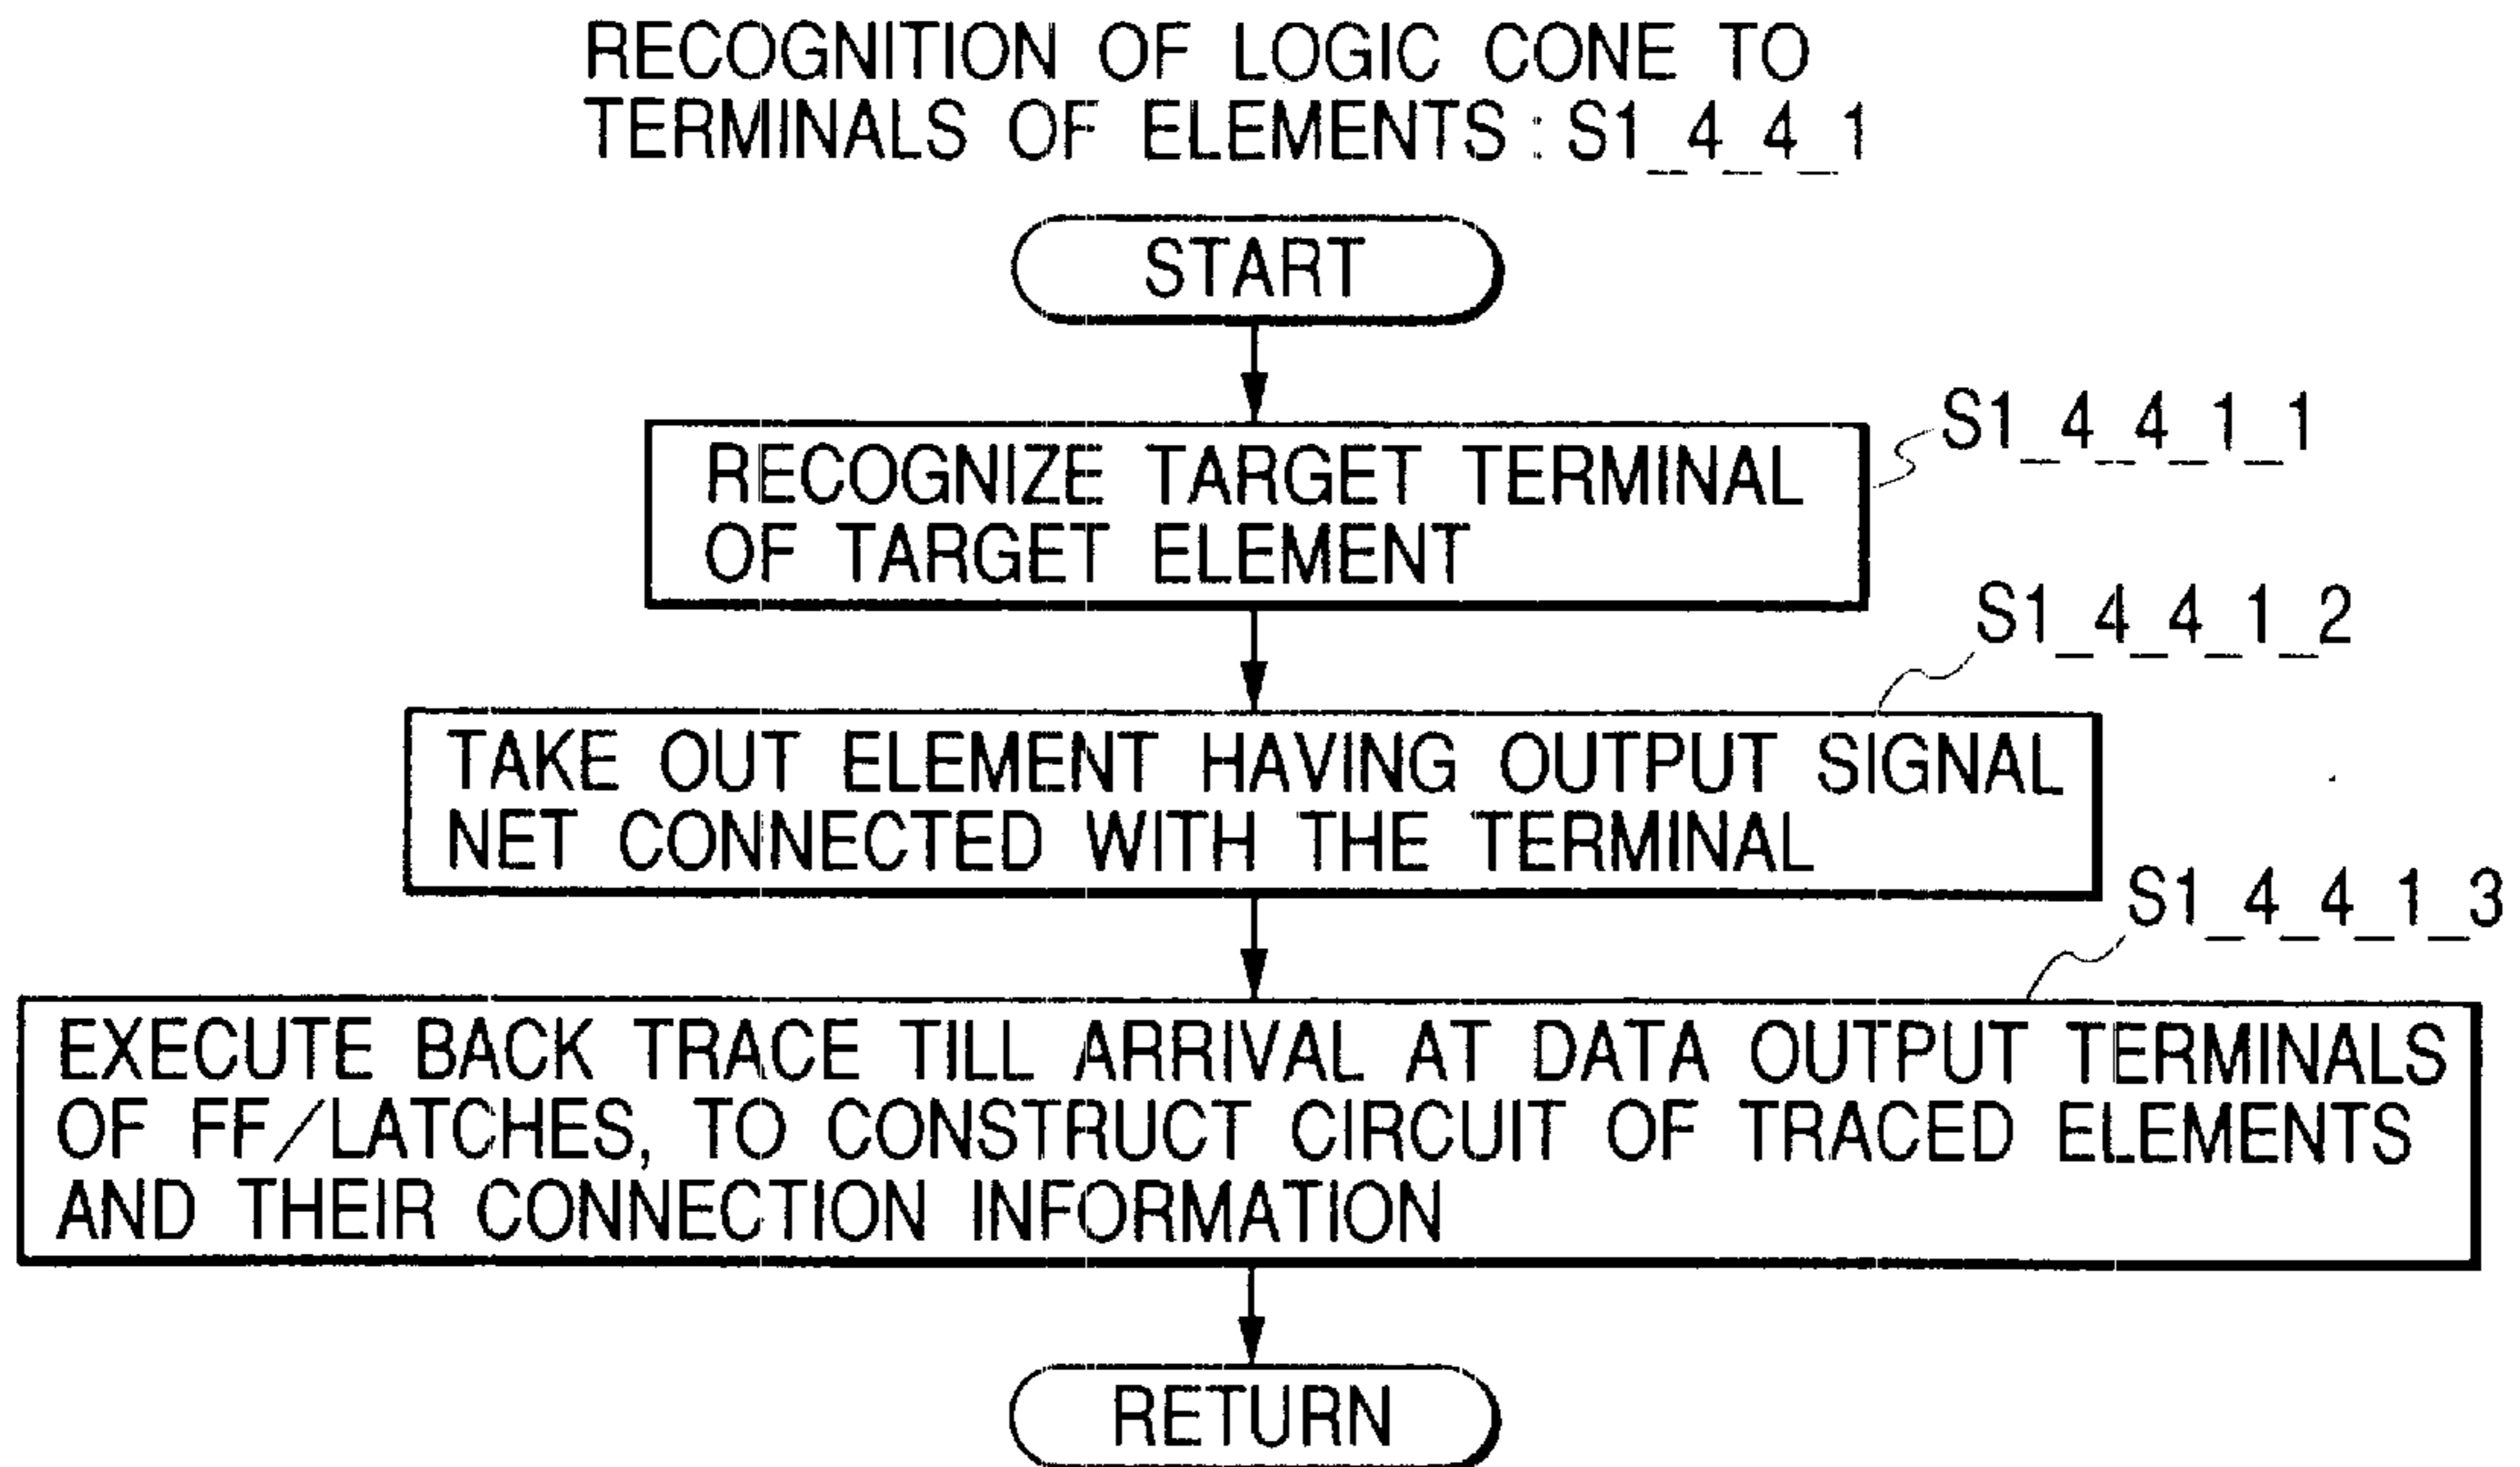 RECOGNITION OF LOGIC CONE TO
TERMINALS OF ELEMENTS : S1_4_4_1
START
S1_4_4_1_1
RECOGNIZE TARGET TERMINAL
OF TARGET ELEMENT
S1_4_4_1_2
TAKE OUT ELEMENT HAVING OUTPUT SIGNAL
NET CONNECTED WITH THE TERMINAL
S1_4_4_1_3
EXECUTE BACK TRACE TILL ARRIVAL AT DATA OUTPUT TERMINALS
OF FF/LATCHES, TO CONSTRUCT CIRCUIT OF TRACED ELEMENTS
AND THEIR CONNECTION INFORMATION
RETURN